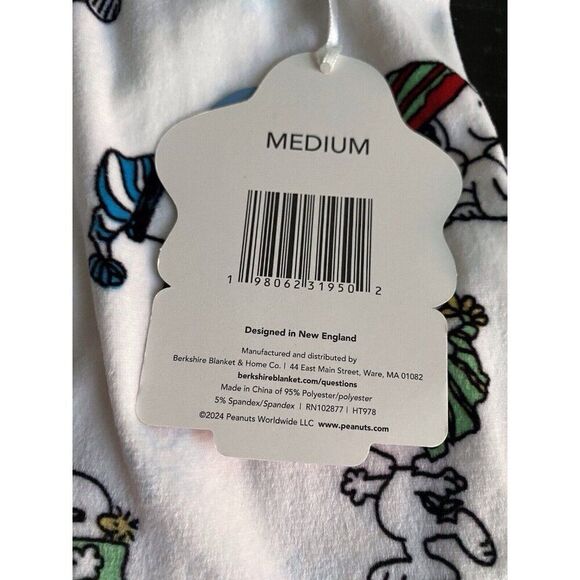 MEDIUM
1 98062 31950 2
Designed in New England
Manufactured and distributed by
Berkshire Blanket & Home Co. | 44 East Main Street, Ware, MA 01082
berkshireblanket.com/questions
Made in China of 95% Polyester/polyester
5% Spandex/Spandex | RN102877 | HT978
©2024 Peanuts Worldwide LLC www.peanuts.com